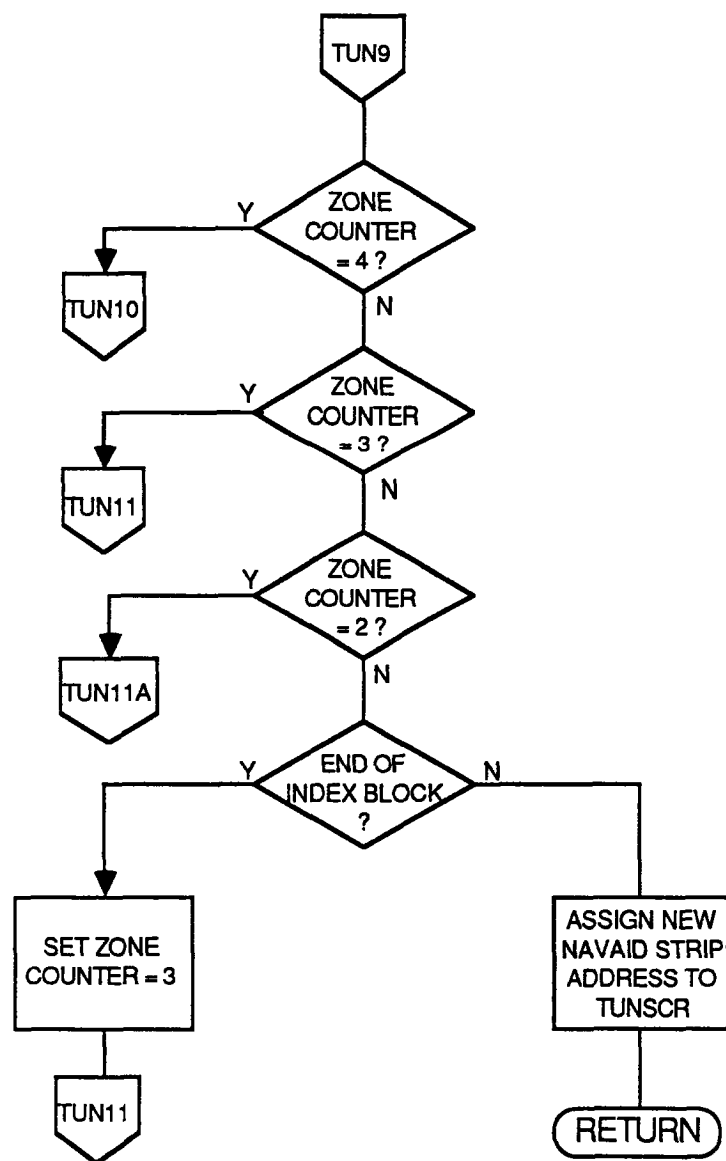 TUN9
ZONE
COUNTER
= 4 ?
Y
N
TUN10
ZONE
COUNTER
= 3 ?
Y
N
TUN11
ZONE
COUNTER
= 2 ?
Y
N
TUN11A
END OF
INDEX BLOCK
?
Y
N
SET ZONE
COUNTER = 3
ASSIGN NEW
NAVAID STRIP
ADDRESS TO
TUNSCR
TUN11
RETURN